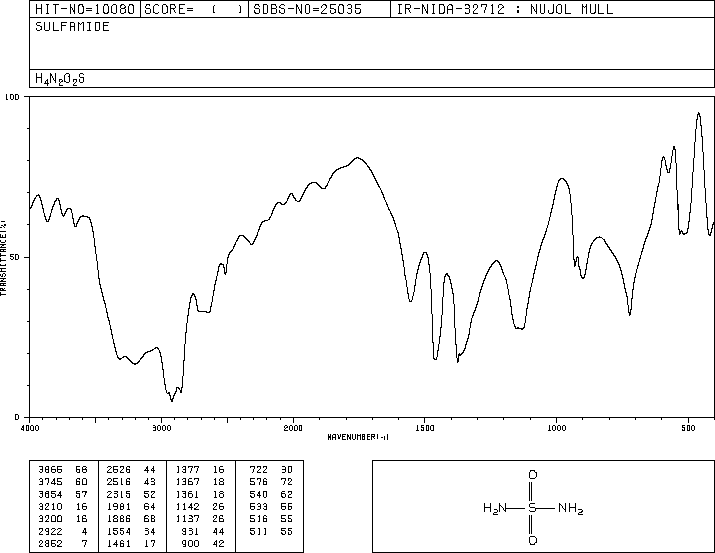 HIT-NO=10080 SCORE= ( ) SDBS-NO=25035 IR-NIDA-32712 : NUJOL MULL
SULFAMIDE
H4N2O2S
100
TRANSMITTANCE(%)
50
0
4000 3000 2000 1500 1000 500
WAVENUMBER(-1)
3865 68 2526 44 1377 16 722 30
3745 60 2516 43 1367 18 576 72
3654 57 2315 52 1361 18 540 62
3210 16 1981 64 1142 26 533 55
3200 16 1886 68 1137 26 516 55
2922 4 1554 34 931 44 511 55
2852 7 1461 17 900 42
O
H2N S NH2
O